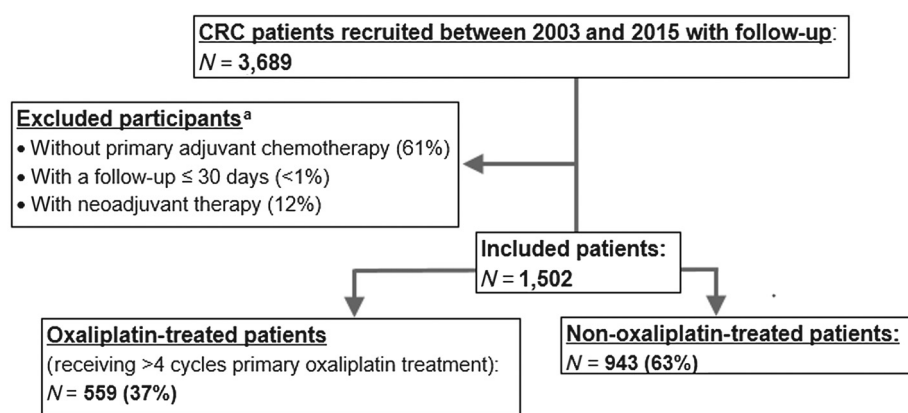 CRC patients recruited between 2003 and 2015 with follow-up:
N = 3,689
Excluded participantsᵃ
• Without primary adjuvant chemotherapy (61%)
• With a follow-up ≤ 30 days (<1%)
• With neoadjuvant therapy (12%)
Included patients:
N = 1,502
Oxaliplatin-treated patients
(receiving >4 cycles primary oxaliplatin treatment):
N = 559 (37%)
Non-oxaliplatin-treated patients:
N = 943 (63%)